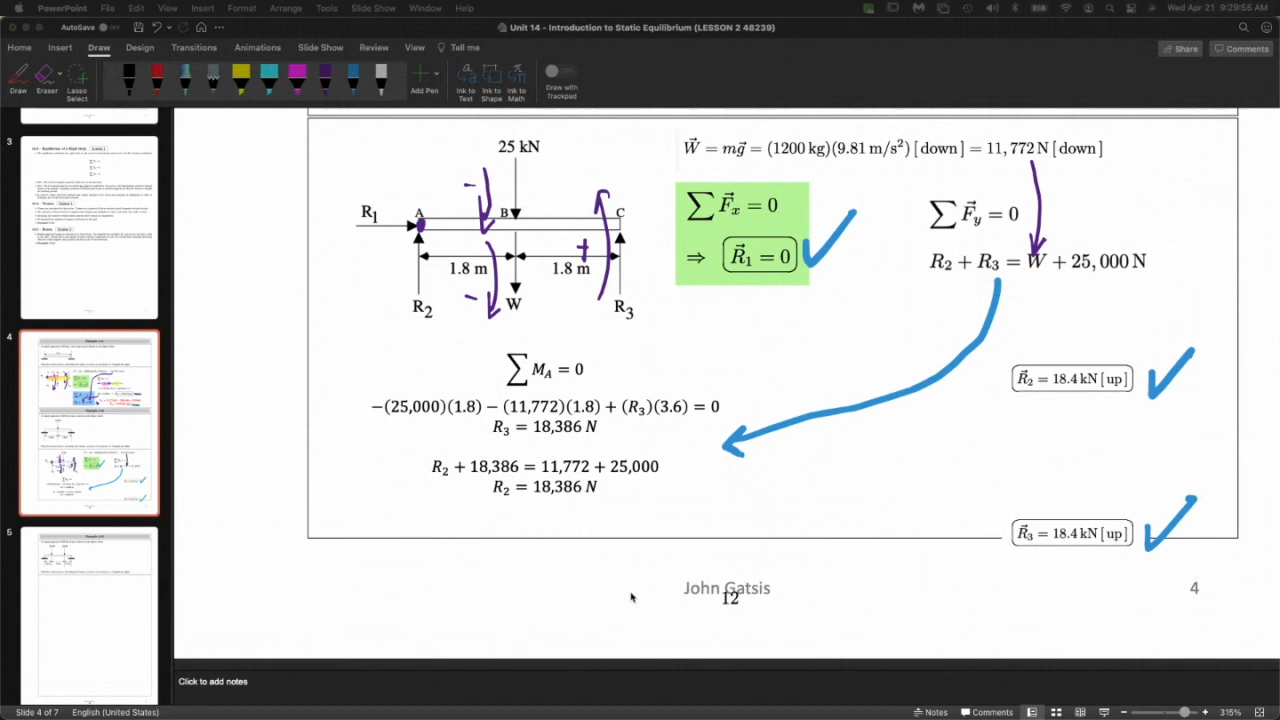 PowerPoint File Edit View Insert Format Arrange Tools Slide Show Window Help Wed Apr 21 9:29:55 AM
AutoSave OFF Unit 14 - Introduction to Static Equilibrium (LESSON 2 48239)
Home Insert Draw Design Transitions Animations Slide Show Review View Tell me Share Comments
Draw Eraser Lasso Select Add Pen Ink to Text Ink to Shape Ink to Math Draw with Trackpad
3
4
5
25 kN
R₁ A B C
1.8 m 1.8 m
R₂ W R₃
− − +
W⃗ = mg⃗ = (1200 kg)(9.81 m/s²) [down] = 11,772 N [down]
∑ F⃗ₓ = 0
⇒ R⃗₁ = 0
∑ F⃗ᵧ = 0
R₂ + R₃ = W + 25,000 N
∑ M_A = 0
−(25,000)(1.8) − (11,772)(1.8) + (R₃)(3.6) = 0
R₃ = 18,386 N
R₂ + 18,386 = 11,772 + 25,000
R₂ = 18,386 N
R⃗₂ = 18.4 kN [up]
R⃗₃ = 18.4 kN [up]
John Gatsis 4
12
Click to add notes
Slide 4 of 7 English (United States) Notes Comments 315%